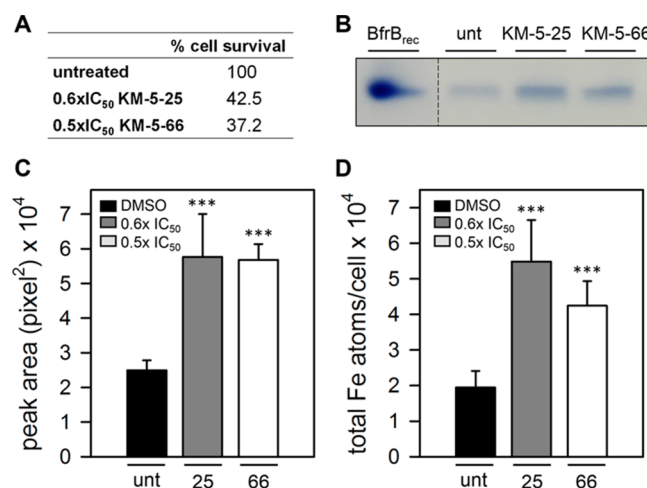 A
% cell survival
untreated 100
0.6xIC₅₀ KM-5-25 42.5
0.5xIC₅₀ KM-5-66 37.2
B
BfrBrec unt KM-5-25 KM-5-66
C
DMSO
0.6x IC₅₀
0.5x IC₅₀
***
***
peak area (pixel²) x 10⁴
7
6
5
4
3
2
1
0
unt 25 66
D
DMSO
0.6x IC₅₀
0.5x IC₅₀
***
***
total Fe atoms/cell x 10⁴
7
6
5
4
3
2
1
0
unt 25 66